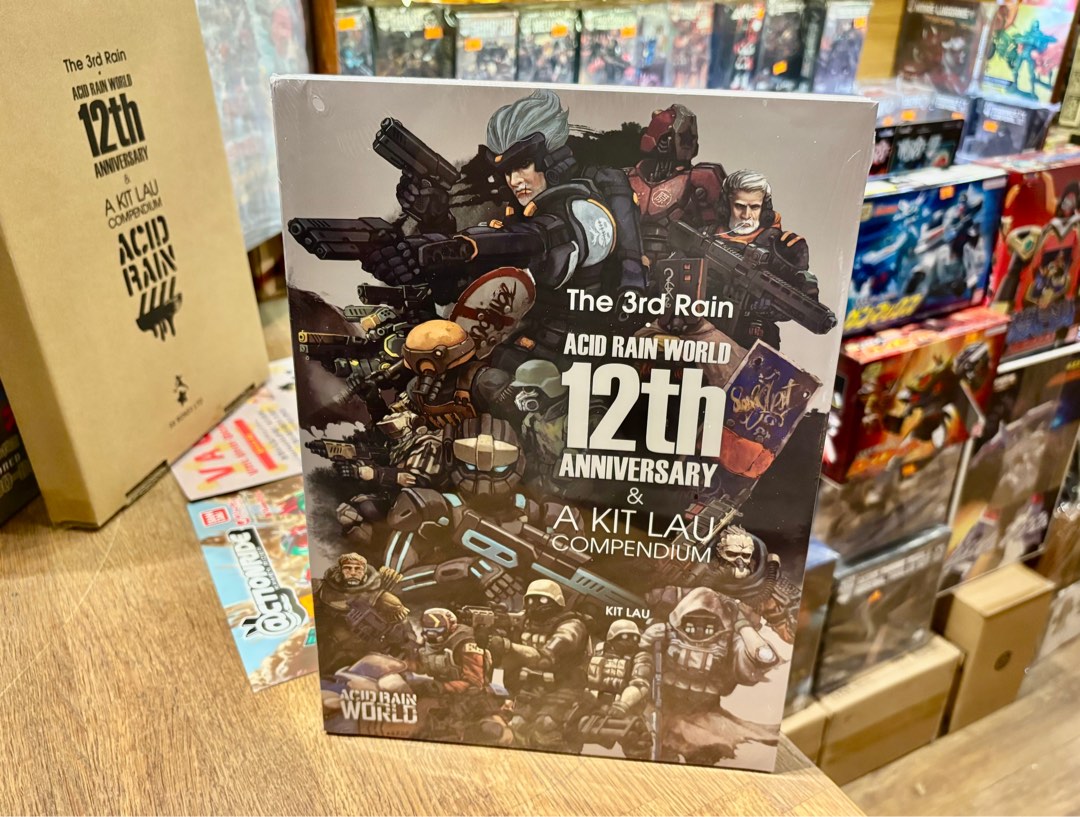 The 3rd Rain
ACID RAIN WORLD
12th
ANNIVERSARY
&
A KIT LAU
COMPENDIUM
ACID
RAIN
The 3rd Rain
ACID RAIN WORLD
12th
ANNIVERSARY
&
A KIT LAU
COMPENDIUM
KIT LAU
ACID RAIN
WORLD